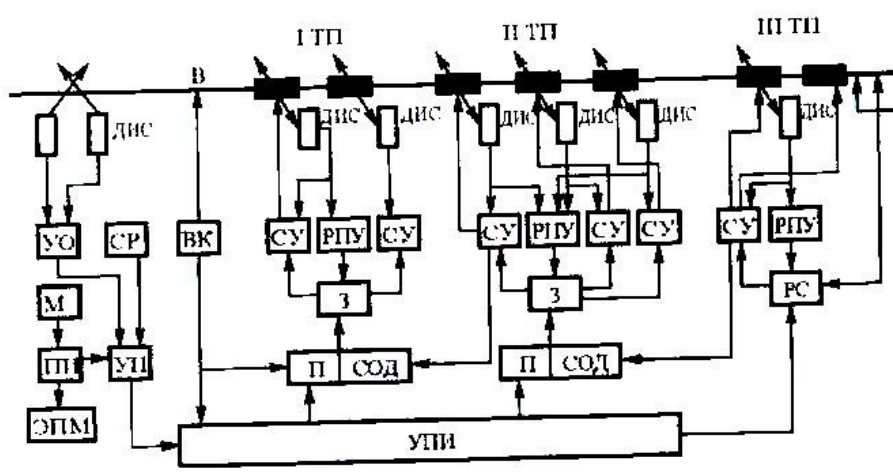 I ТП
II ТП
III ТП
В
ДИС
ДИС
ДИС
ДИС
ДИС
ДИС
ДИС
УО
СР
ВК
СУ
РПУ
СУ
СУ
РПУ
СУ
СУ
СУ
РПУ
М
З
З
РС
УП
П
СОД
П
СОД
ЭПМ
УПИ